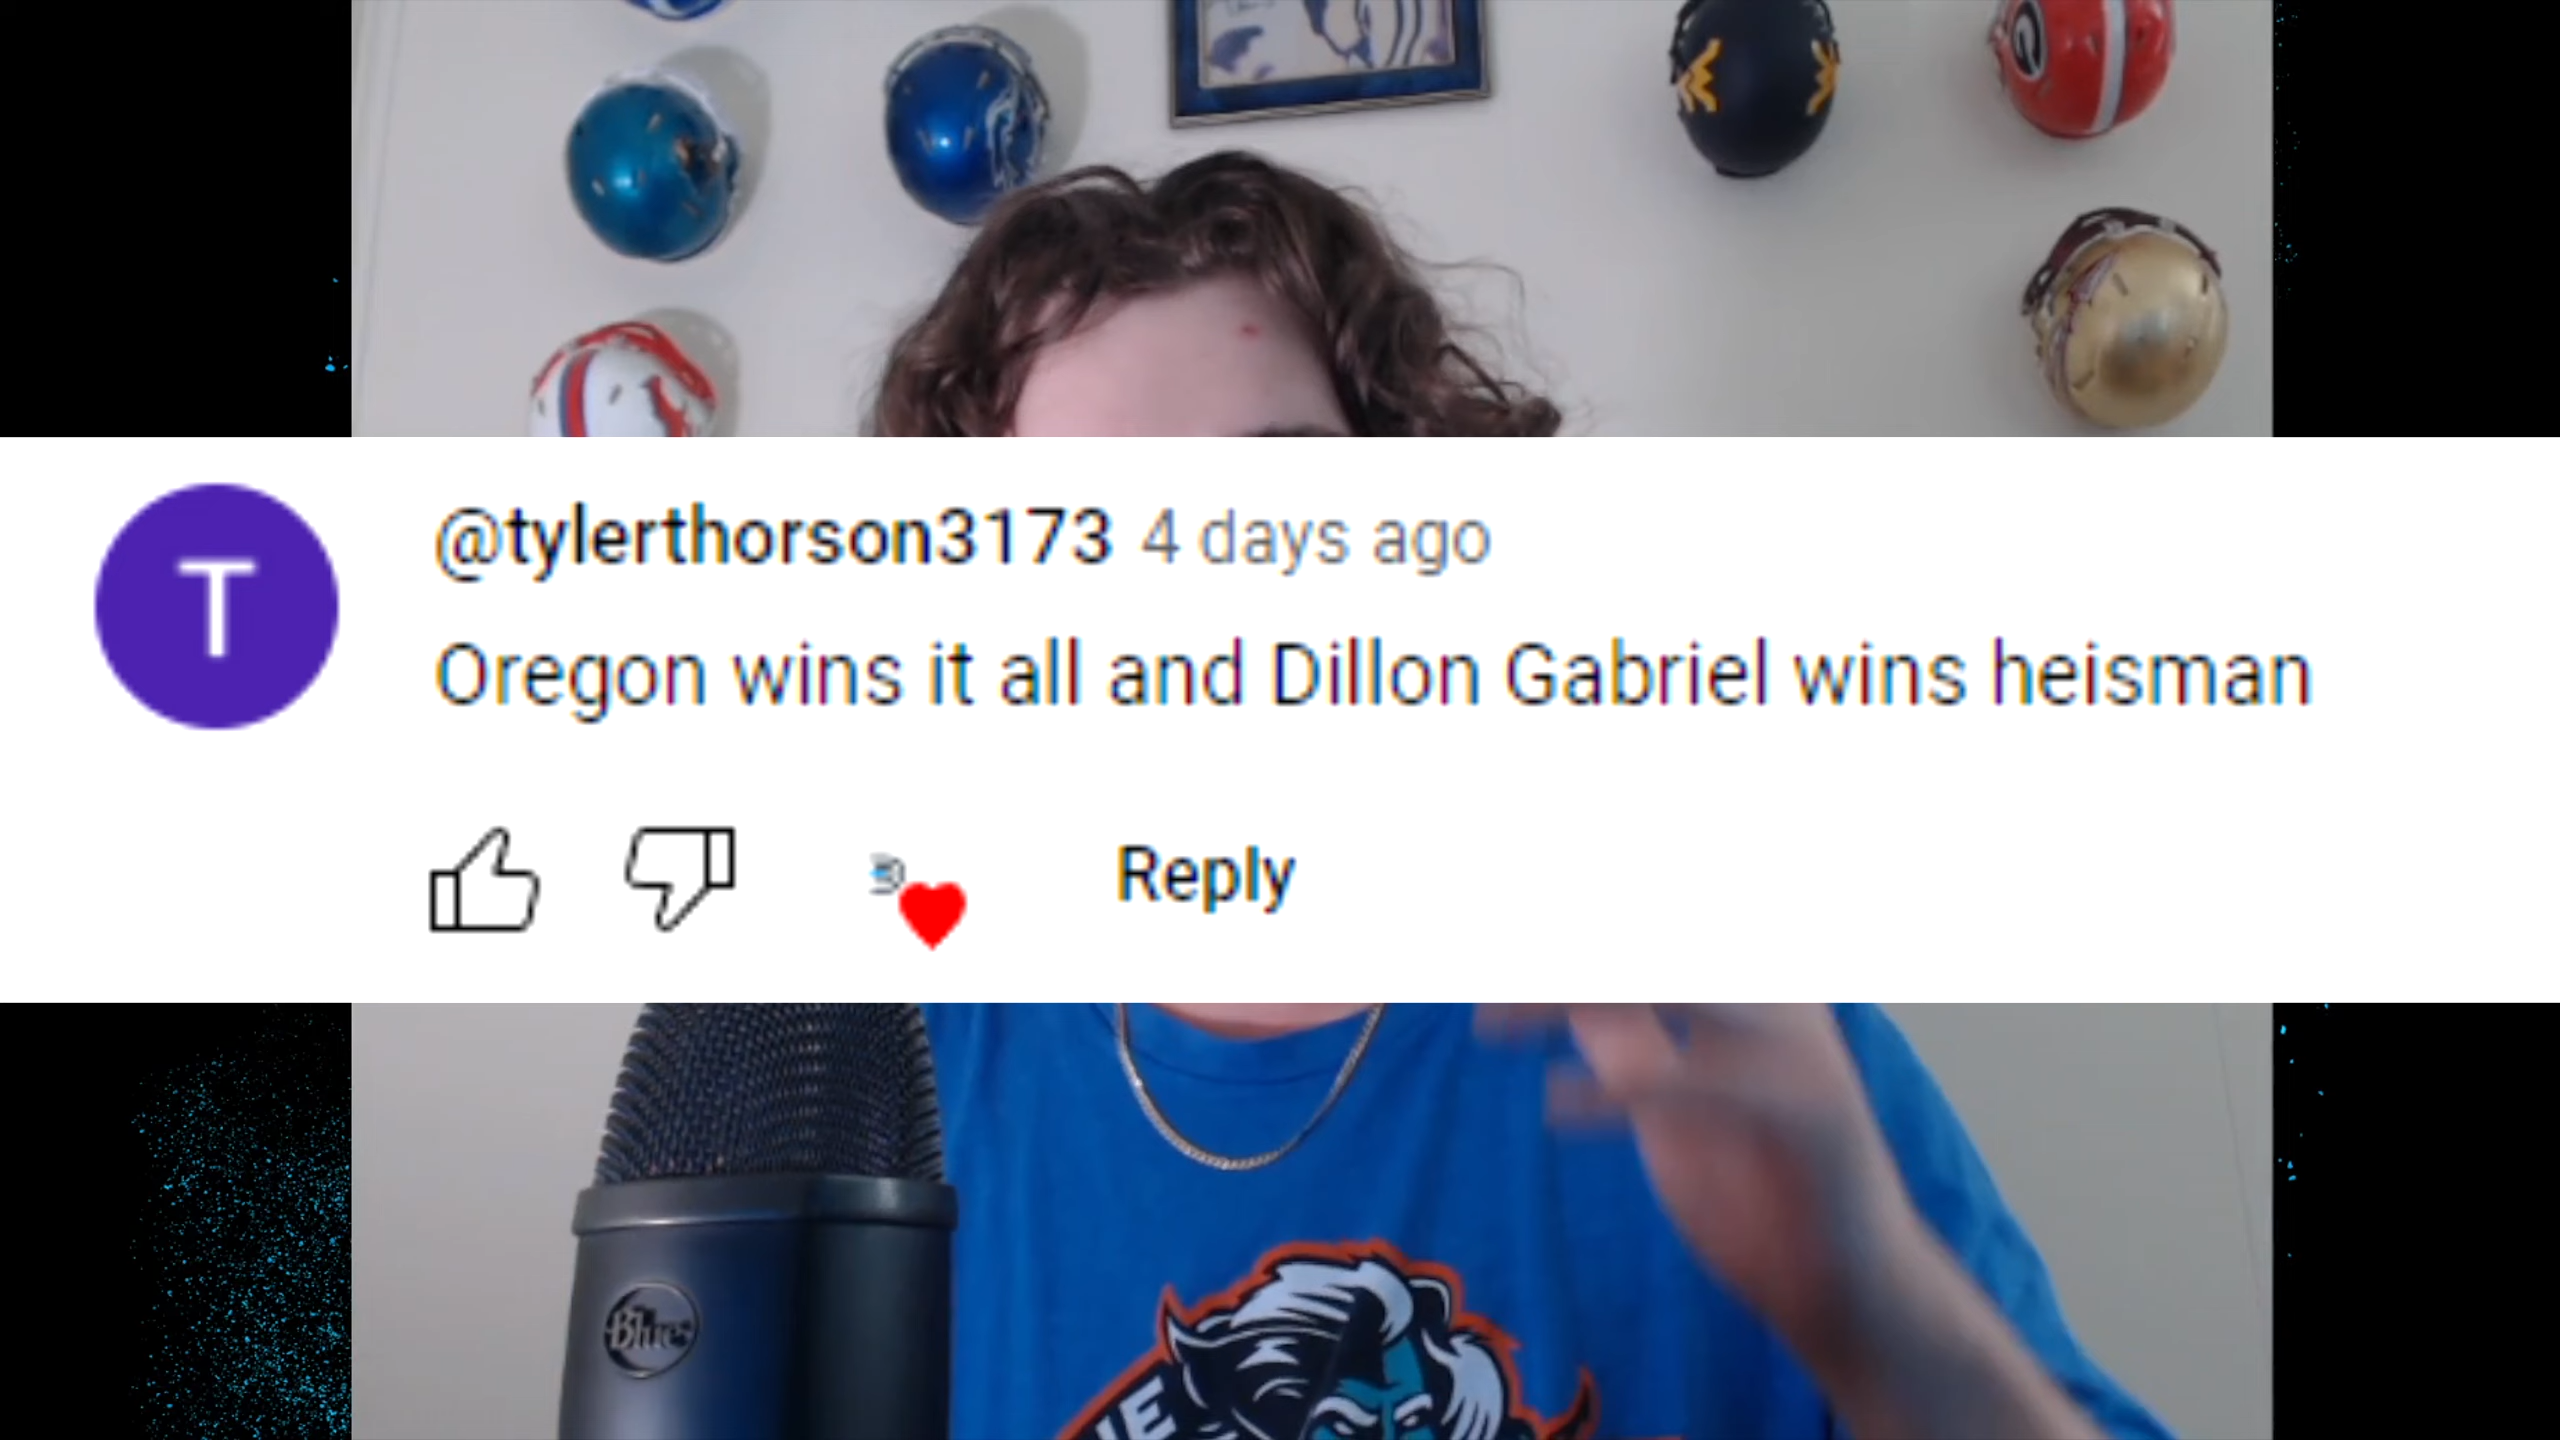 @tylerthorson3173 4 days ago
T
Oregon wins it all and Dillon Gabriel wins heisman
Reply
Blue